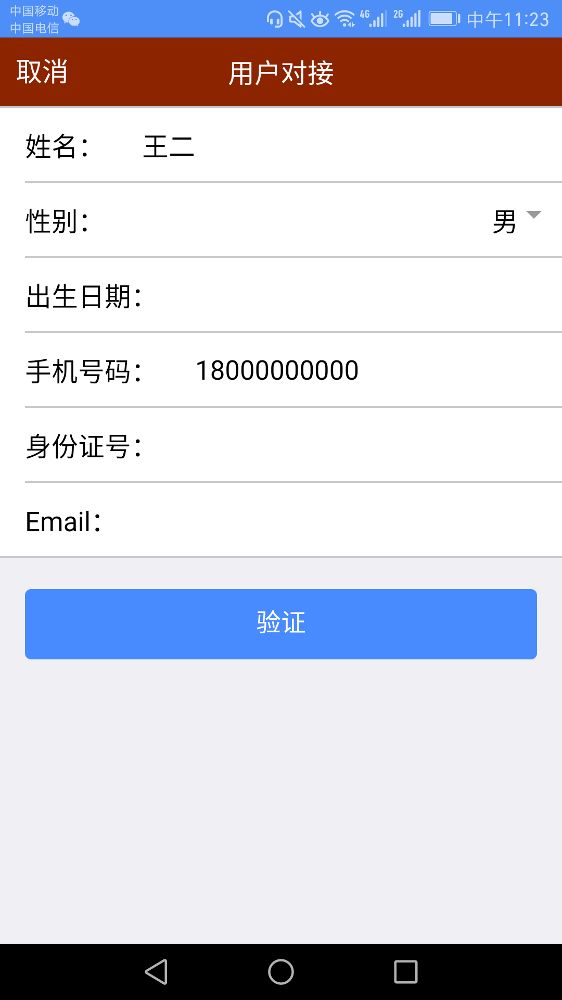 中国移动
中国电信
4G 2G 中午11:23
取消 用户对接
姓名： 王二
性别： 男
出生日期：
手机号码： 18000000000
身份证号：
Email：
验证